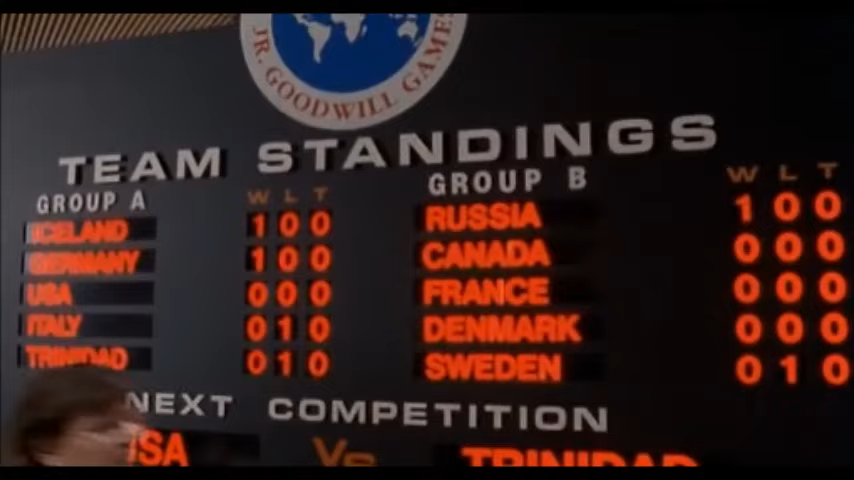 JR. GOODWILL GAMES
TEAM STANDINGS
GROUP A W L T
ICELAND 1 0 0
GERMANY 1 0 0
USA 0 0 0
ITALY 0 1 0
TRINIDAD 0 1 0
GROUP B W L T
RUSSIA 1 0 0
CANADA 0 0 0
FRANCE 0 0 0
DENMARK 0 0 0
SWEDEN 0 1 0
NEXT COMPETITION
USA Vs TRINIDAD